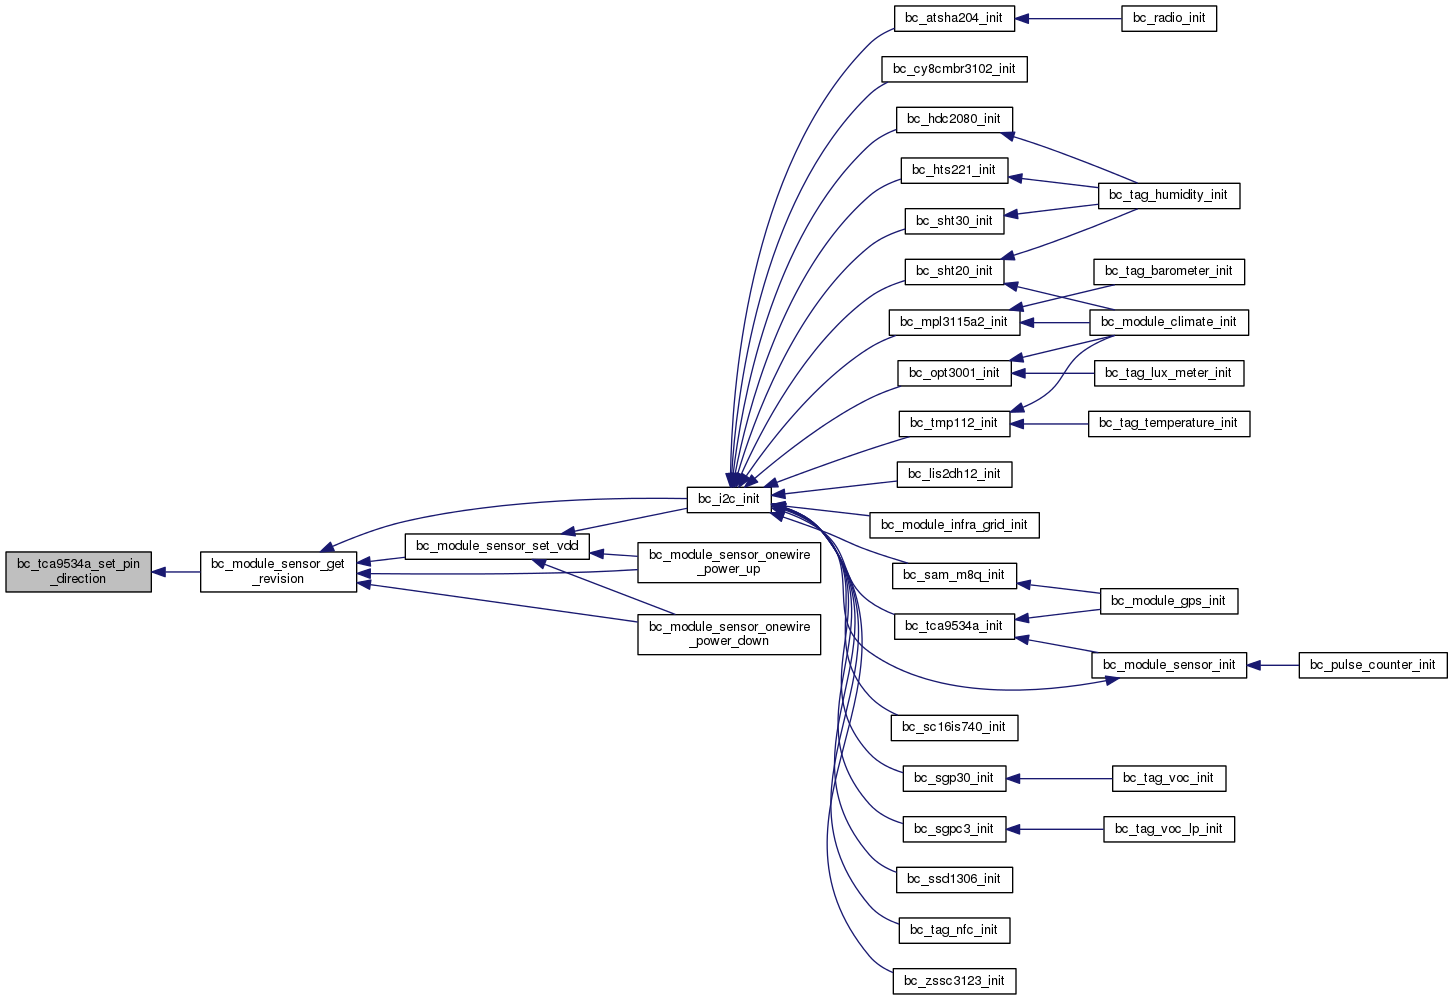 bc_tca9534a_set_pin
_direction
bc_module_sensor_get
_revision
bc_module_sensor_set_vdd
bc_module_sensor_onewire
_power_up
bc_module_sensor_onewire
_power_down
bc_i2c_init
bc_atsha204_init
bc_radio_init
bc_cy8cmbr3102_init
bc_hdc2080_init
bc_hts221_init
bc_tag_humidity_init
bc_sht30_init
bc_sht20_init
bc_tag_barometer_init
bc_mpl3115a2_init
bc_module_climate_init
bc_opt3001_init
bc_tag_lux_meter_init
bc_tmp112_init
bc_tag_temperature_init
bc_lis2dh12_init
bc_module_infra_grid_init
bc_sam_m8q_init
bc_module_gps_init
bc_tca9534a_init
bc_module_sensor_init
bc_pulse_counter_init
bc_sc16is740_init
bc_sgp30_init
bc_tag_voc_init
bc_sgpc3_init
bc_tag_voc_lp_init
bc_ssd1306_init
bc_tag_nfc_init
bc_zssc3123_init